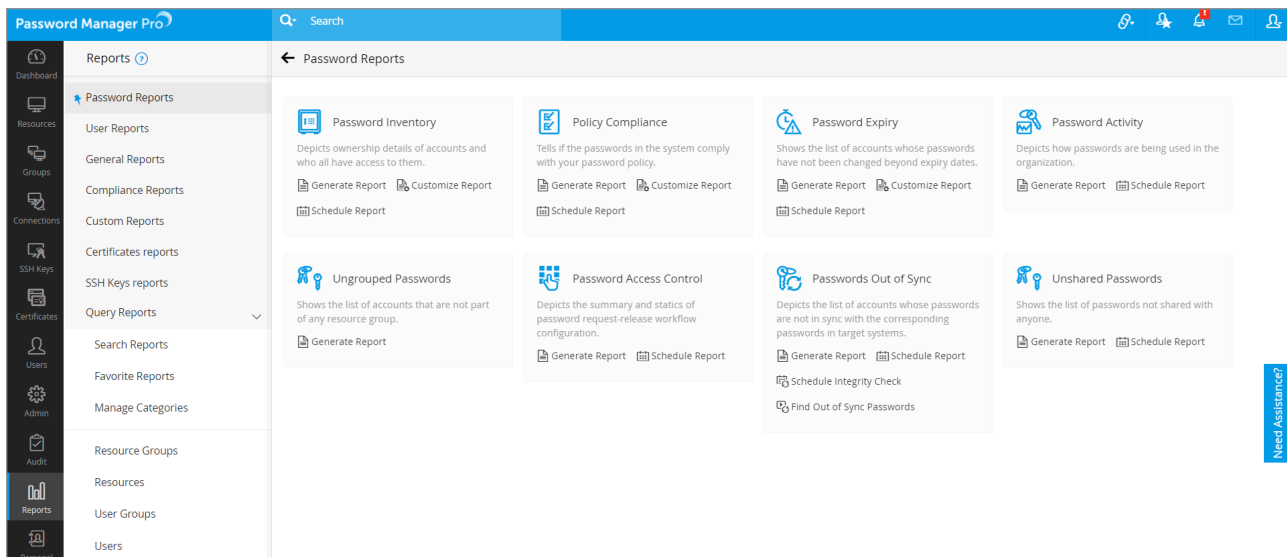 Password Manager Pro
Search
Dashboard
Resources
Groups
Connections
SSH Keys
Certificates
Users
Admin
Audit
Reports
Personal
Reports ?
Password Reports
User Reports
General Reports
Compliance Reports
Custom Reports
Certificates reports
SSH Keys reports
Query Reports
Search Reports
Favorite Reports
Manage Categories
Resource Groups
Resources
User Groups
Users
Password Reports
Password Inventory
Depicts ownership details of accounts and
who all have access to them.
Generate Report Customize Report
Schedule Report
Policy Compliance
Tells if the passwords in the system comply
with your password policy.
Generate Report Customize Report
Schedule Report
Password Expiry
Shows the list of accounts whose passwords
have not been changed beyond expiry dates.
Generate Report Customize Report
Schedule Report
Password Activity
Depicts how passwords are being used in the
organization.
Generate Report Schedule Report
Ungrouped Passwords
Shows the list of accounts that are not part
of any resource group.
Generate Report
Password Access Control
Depicts the summary and statics of
password request-release workflow
configuration.
Generate Report Schedule Report
Passwords Out of Sync
Depicts the list of accounts whose passwords
are not in sync with the corresponding
passwords in target systems.
Generate Report Schedule Report
Schedule Integrity Check
Find Out of Sync Passwords
Unshared Passwords
Shows the list of passwords not shared with
anyone.
Generate Report Schedule Report
Need Assistance?